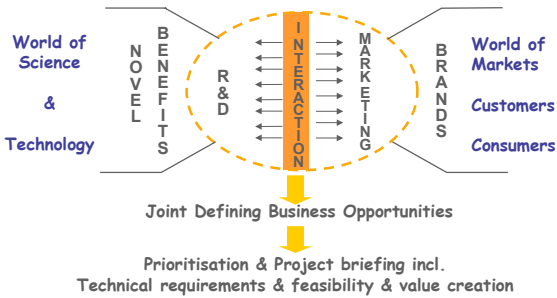 World of
Science
&
Technology
NOVEL
BENEFITS
R&D
INTERACTION
MARKETING
BRANDS
World of
Markets
Customers
Consumers
Joint Defining Business Opportunities
Prioritisation & Project briefing incl.
Technical requirements & feasibility & value creation